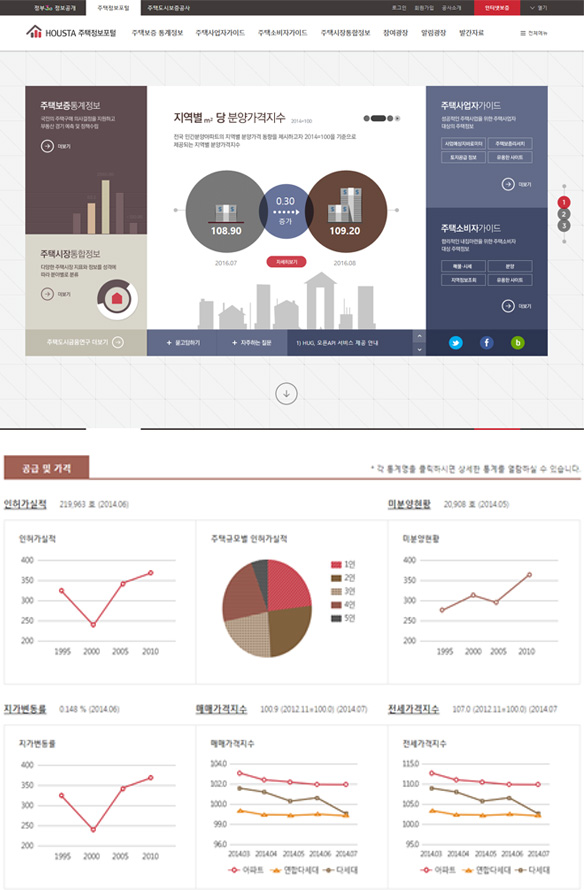 정부3.0 정보공개 주택정보포털 주택도시보증공사 로그인 회원가입 공사소개 인터넷보증 열기
HOUSTA 주택정보포털 주택보증 통계정보 주택사업자가이드 주택소비자가이드 주택시장통합정보 참여광장 알림광장 발간자료 전체메뉴
주택보증통계정보
국민의 주택구매 의사결정을 지원하고
부동산 경기 예측 및 정책수립
더보기
주택시장통합정보
다양한 주택시장 지표와 정보를 성격에
따라 분야별로 분류
더보기
주택도시금융연구 더보기
지역별 m² 당 분양가격지수 2014=100
전국 민간분양아파트의 지역별 분양가격 동향을 제시하고자 2014=100을 기준으로
제공되는 지역별 분양가격지수
108.90
0.30
증가
109.20
2016.07
자세히보기
2016.08
묻고답하기
자주하는 질문
1) HUG, 오픈API 서비스 제공 안내
주택사업자가이드
성공적인 주택사업을 위한 주택사업자
대상의 주택정보
사업예상지바로미터 주택보증리서치
토지공급 정보 유용한 사이트
더보기
주택소비자가이드
합리적인 내집마련을 위한 주택소비자
대상 주택정보
매물·시세 분양
지역정보조회 유용한 사이트
더보기
1
2
3
공급 및 가격
* 각 통계명을 클릭하시면 상세한 통계를 열람하실 수 있습니다.
인허가실적 219,963 호 (2014.06)
미분양현황 20,908 호 (2014.05)
인허가실적
400
350
300
250
200
1995 2000 2005 2010
주택규모별 인허가실적
1인
2인
3인
4인
5인
미분양현황
400
350
300
250
200
1995 2000 2005 2010
지가변동률 0.148 % (2014.06)
매매가격지수 100.9 (2012.11=100.0) (2014.07)
전세가격지수 107.0 (2012.11=100.0) (2014.07
지가변동률
400
350
300
250
200
1995 2000 2005 2010
매매가격지수
104.0
102.0
100.0
99.0
96.0
2014.03 2014.04 2014.05 2014.06 2014.07
아파트 연합다세대 다세대
전세가격지수
115.0
110.0
105.0
100.0
95.0
2014.03 2014.04 2014.05 2014.06 2014.07
아파트 연합다세대 다세대